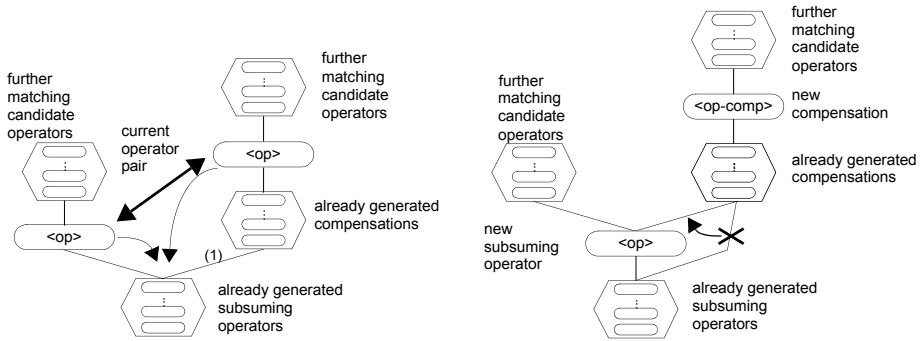 further
matching
candidate
operators
further
matching
candidate
operators
current
operator
pair
<op>
already generated
compensations
<op>
(1)
already generated
subsuming
operators
further
matching
candidate
operators
further
matching
candidate
operators
<op-comp>
new
compensation
already generated
compensations
new
subsuming
operator
<op>
already generated
subsuming
operators